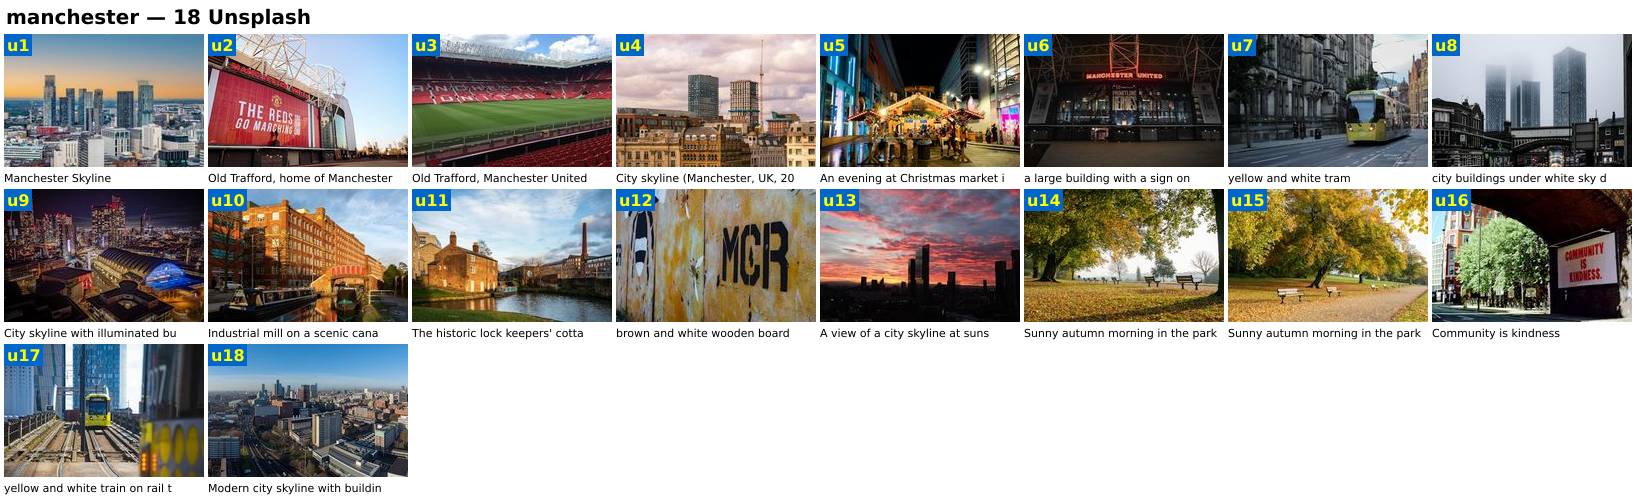 manchester — 18 Unsplash
u1
u2
u3
u4
u5
u6
u7
u8
THE REDS
GO MARCHING
MANCHESTER UNITED
Manchester Skyline
Old Trafford, home of Manchester
Old Trafford, Manchester United
City skyline (Manchester, UK, 20
An evening at Christmas market i
a large building with a sign on
yellow and white tram
city buildings under white sky d
u9
u10
u11
u12
u13
u14
u15
u16
MCR
COMMUNITY
IS
KINDNESS.
City skyline with illuminated bu
Industrial mill on a scenic cana
The historic lock keepers' cotta
brown and white wooden board
A view of a city skyline at suns
Sunny autumn morning in the park
Sunny autumn morning in the park
Community is kindness
u17
u18
yellow and white train on rail t
Modern city skyline with buildin